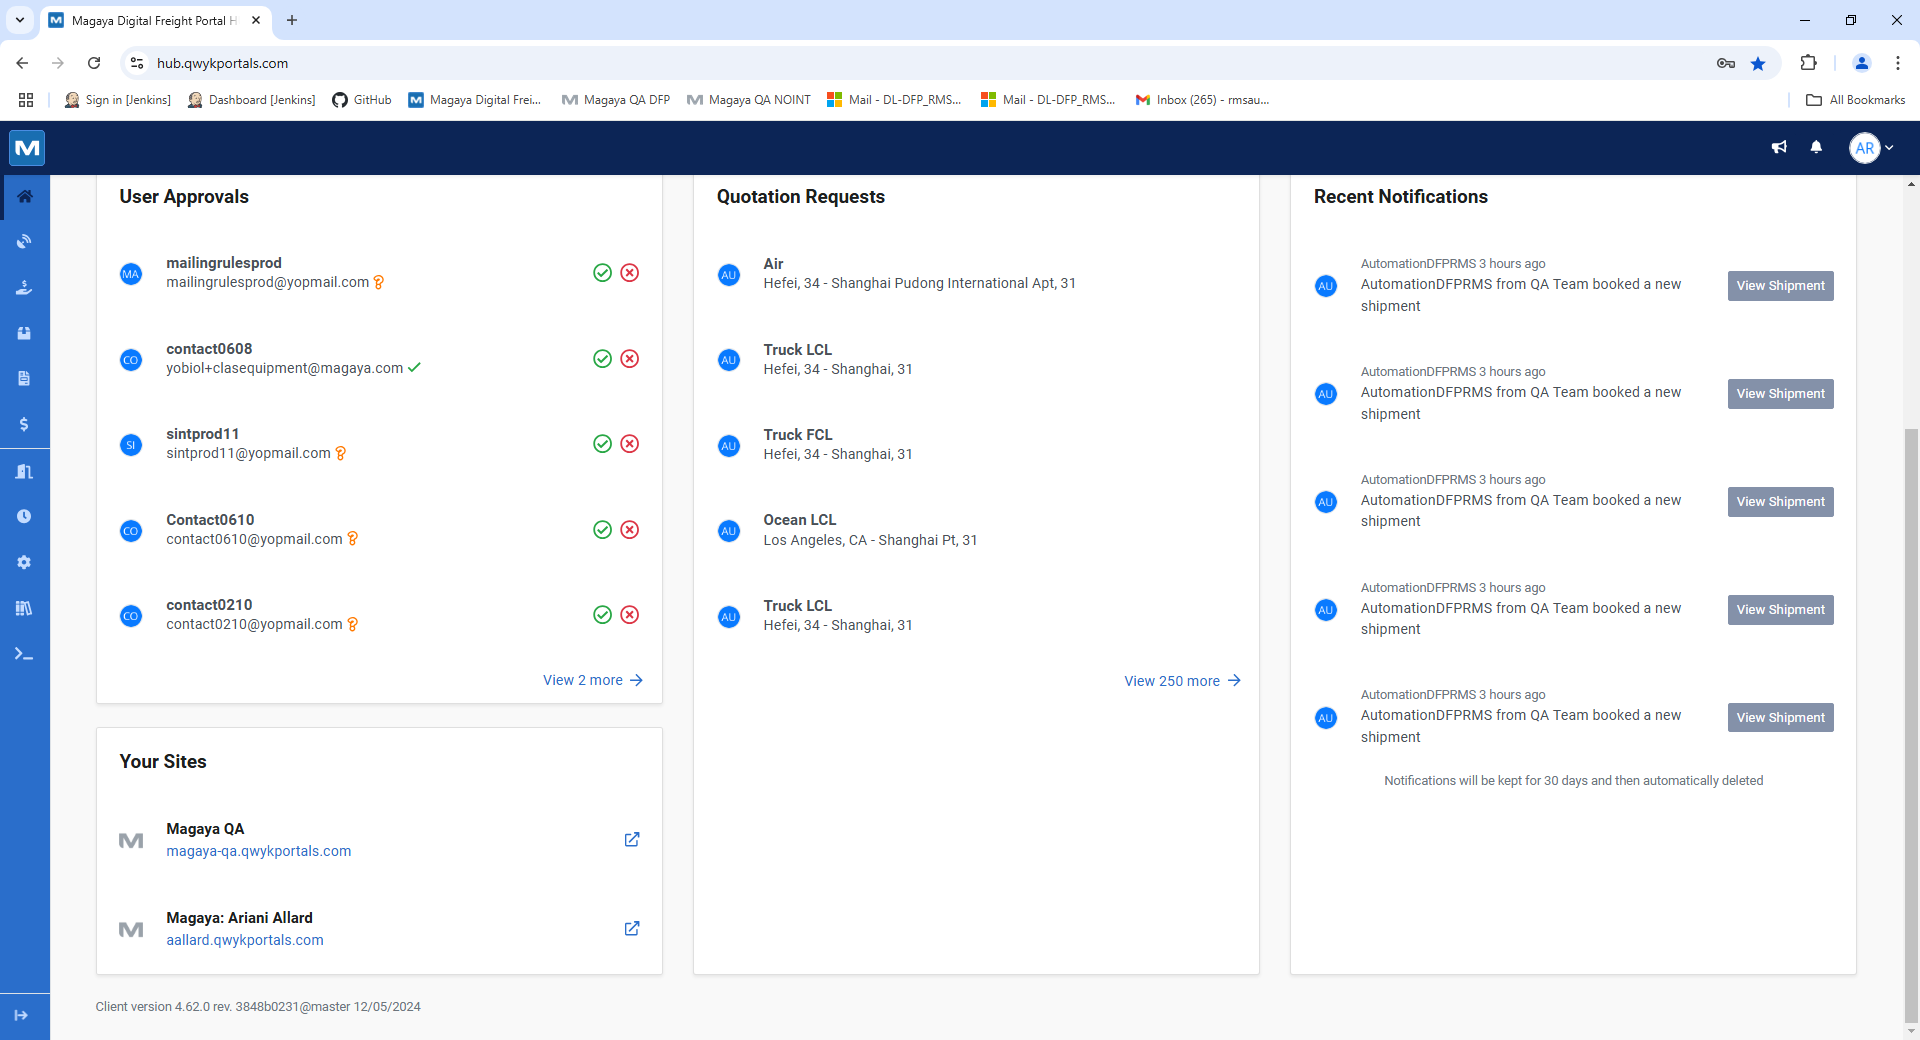 Magaya Digital Freight Portal H
hub.qwykportals.com
Sign in [Jenkins]
Dashboard [Jenkins]
GitHub
Magaya Digital Frei...
Magaya QA DFP
Magaya QA NOINT
Mail - DL-DFP_RMS...
Mail - DL-DFP_RMS...
Inbox (265) - rmsau...
All Bookmarks
AR
User Approvals
MA
mailingrulesprod
mailingrulesprod@yopmail.com
CO
contact0608
yobiol+clasequipment@magaya.com
SI
sintprod11
sintprod11@yopmail.com
CO
Contact0610
contact0610@yopmail.com
CO
contact0210
contact0210@yopmail.com
View 2 more
Your Sites
Magaya QA
magaya-qa.qwykportals.com
Magaya: Ariani Allard
aallard.qwykportals.com
Quotation Requests
AU
Air
Hefei, 34 - Shanghai Pudong International Apt, 31
AU
Truck LCL
Hefei, 34 - Shanghai, 31
AU
Truck FCL
Hefei, 34 - Shanghai, 31
AU
Ocean LCL
Los Angeles, CA - Shanghai Pt, 31
AU
Truck LCL
Hefei, 34 - Shanghai, 31
View 250 more
Recent Notifications
AU
AutomationDFPRMS 3 hours ago
AutomationDFPRMS from QA Team booked a new
shipment
View Shipment
AU
AutomationDFPRMS 3 hours ago
AutomationDFPRMS from QA Team booked a new
shipment
View Shipment
AU
AutomationDFPRMS 3 hours ago
AutomationDFPRMS from QA Team booked a new
shipment
View Shipment
AU
AutomationDFPRMS 3 hours ago
AutomationDFPRMS from QA Team booked a new
shipment
View Shipment
AU
AutomationDFPRMS 3 hours ago
AutomationDFPRMS from QA Team booked a new
shipment
View Shipment
Notifications will be kept for 30 days and then automatically deleted
Client version 4.62.0 rev. 3848b0231@master 12/05/2024